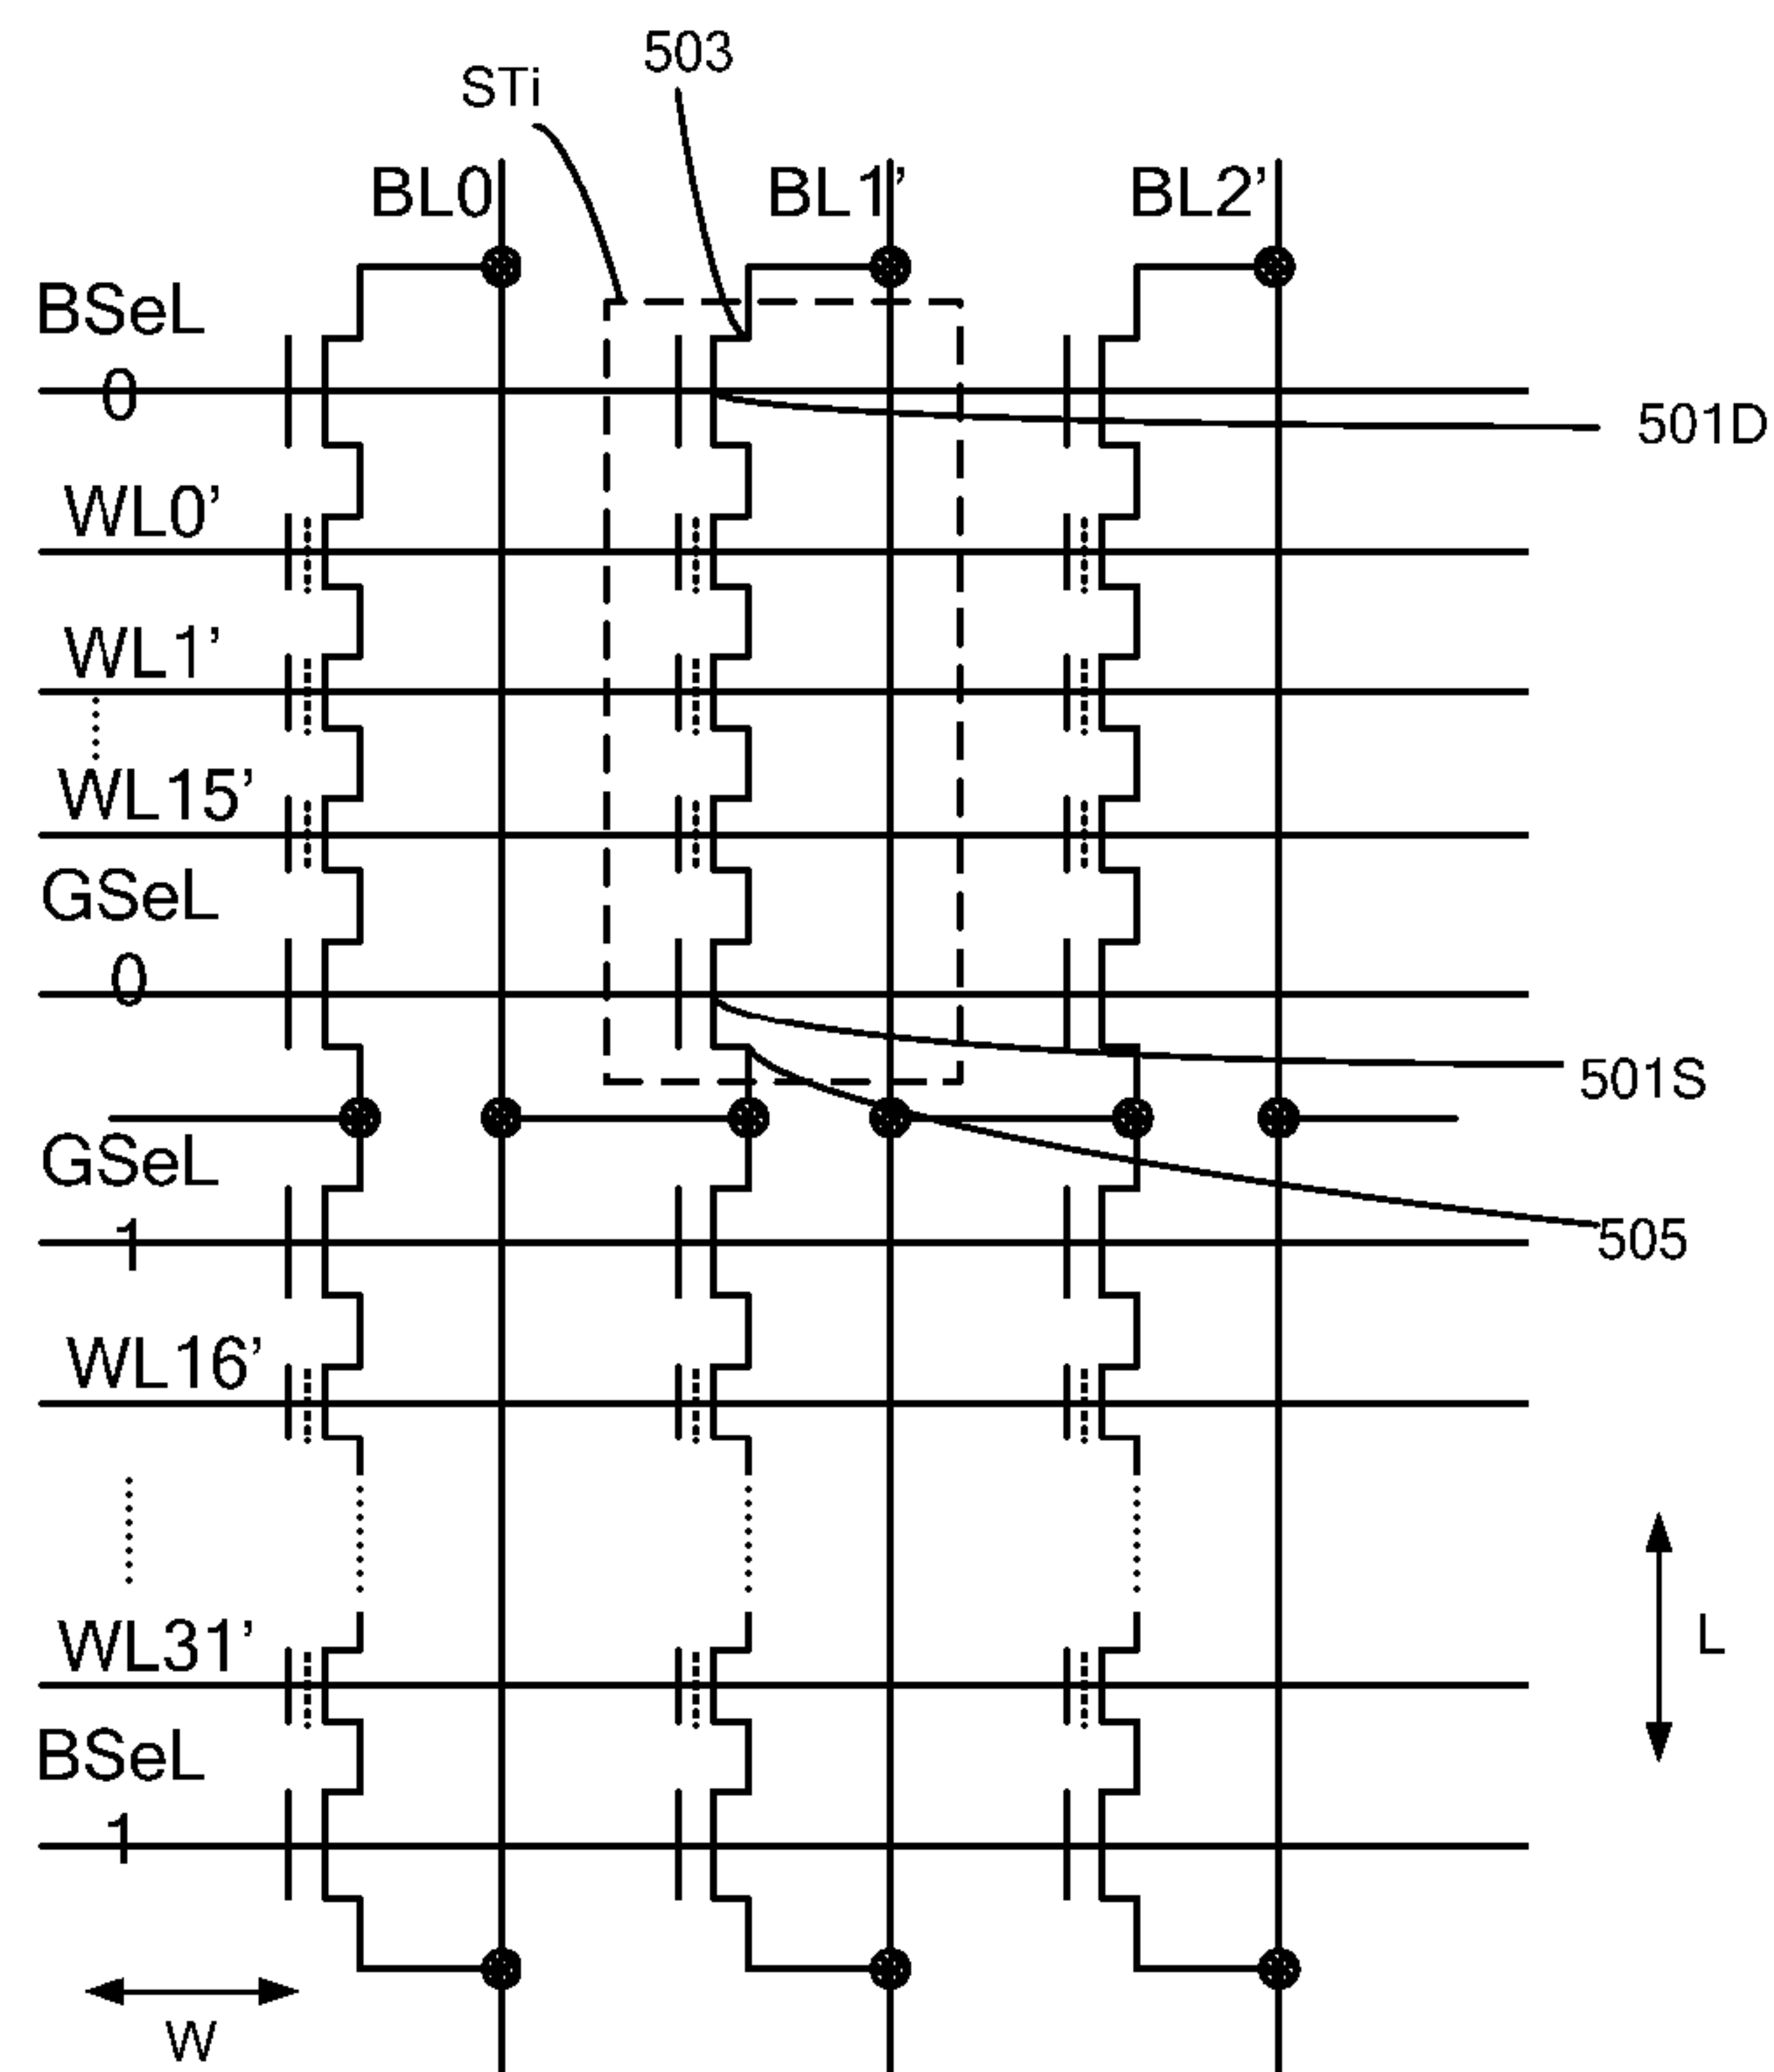 503
STi
BL0
BL1’
BL2’
BSeL
0
501D
WL0’
WL1’
WL15’
GSeL
0
501S
GSeL
1
505
WL16’
WL31’
L
BSeL
1
W